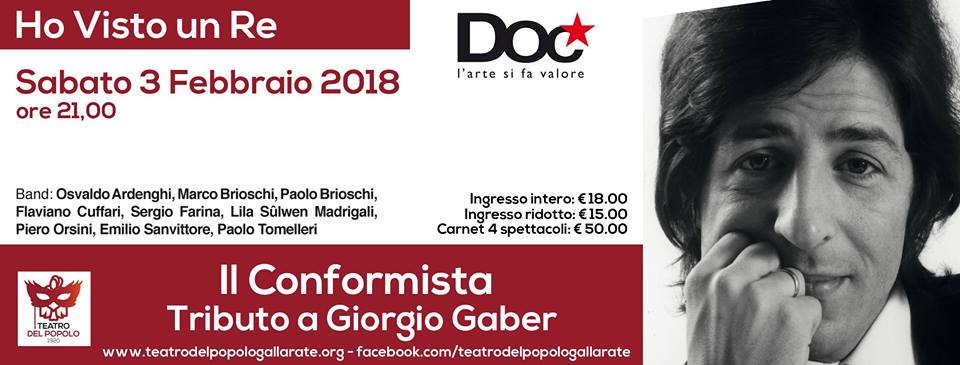 Ho Visto un Re
Sabato 3 Febbraio 2018
ore 21,00
Doc
l'arte si fa valore
Band: Osvaldo Ardenghi, Marco Brioschi, Paolo Brioschi,
Flaviano Cuffari, Sergio Farina, Lila Sûlwen Madrigali,
Piero Orsini, Emilio Sanvittore, Paolo Tomelleri
Ingresso intero: € 18.00
Ingresso ridotto: € 15.00
Carnet 4 spettacoli: € 50.00
Il Conformista
Tributo a Giorgio Gaber
TEATRO
DEL POPOLO
1920
www.teatrodelpopologallarate.org - facebook.com/teatrodelpopologallarate